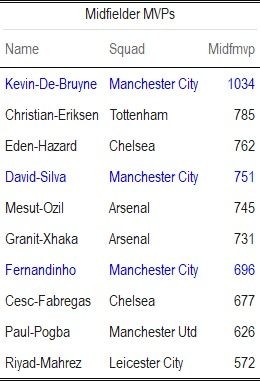 Midfielder MVPs
Name Squad Midfmvp
Kevin-De-Bruyne Manchester City 1034
Christian-Eriksen Tottenham 785
Eden-Hazard Chelsea 762
David-Silva Manchester City 751
Mesut-Ozil Arsenal 745
Granit-Xhaka Arsenal 731
Fernandinho Manchester City 696
Cesc-Fabregas Chelsea 677
Paul-Pogba Manchester Utd 626
Riyad-Mahrez Leicester City 572